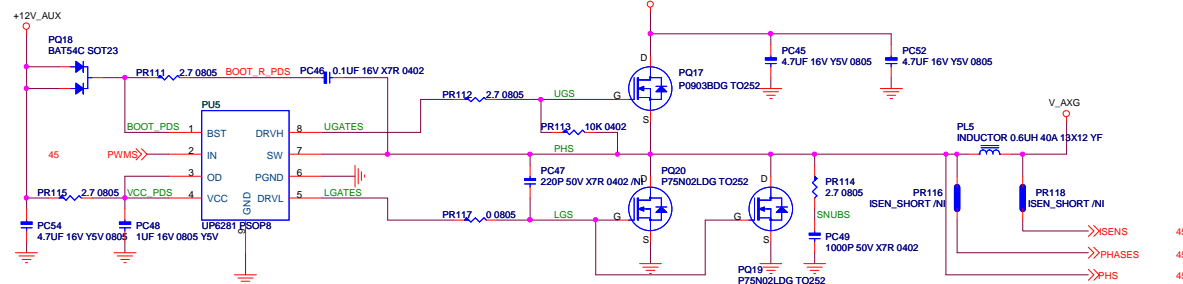 +12V_AUX
PQ18
BAT54C SOT23
PR111
2.7 0805
BOOT_R_PDS
PC46
0.1UF 16V X7R 0402
PU5
BOOT_PDS
1
BST
DRVH
8
UGATES
45
PWMS
2
IN
SW
7
3
OD
PGND
6
PR115
2.7 0805
VCC_PDS
4
VCC
DRVL
5
LGATES
GND
9
UP6281 PSOP8
PC54
4.7UF 16V Y5V 0805
PC48
1UF 16V 0805 Y5V
PR112
2.7 0805
UGS
G
D
S
PQ17
P0903BDG TO252
PR113
10K 0402
PHS
PC45
4.7UF 16V Y5V 0805
PC52
4.7UF 16V Y5V 0805
PC47
220P 50V X7R 0402 /NI
PR117
0 0805
LGS
G
D
S
PQ20
P75N02LDG TO252
G
D
S
PQ19
P75N02LDG TO252
PR114
2.7 0805
SNUBS
PC49
1000P 50V X7R 0402
V_AXG
PL5
INDUCTOR 0.6UH 40A 13X12 YF
PR116
ISEN_SHORT /NI
PR118
ISEN_SHORT /NI
ISENS
PHASES
PHS